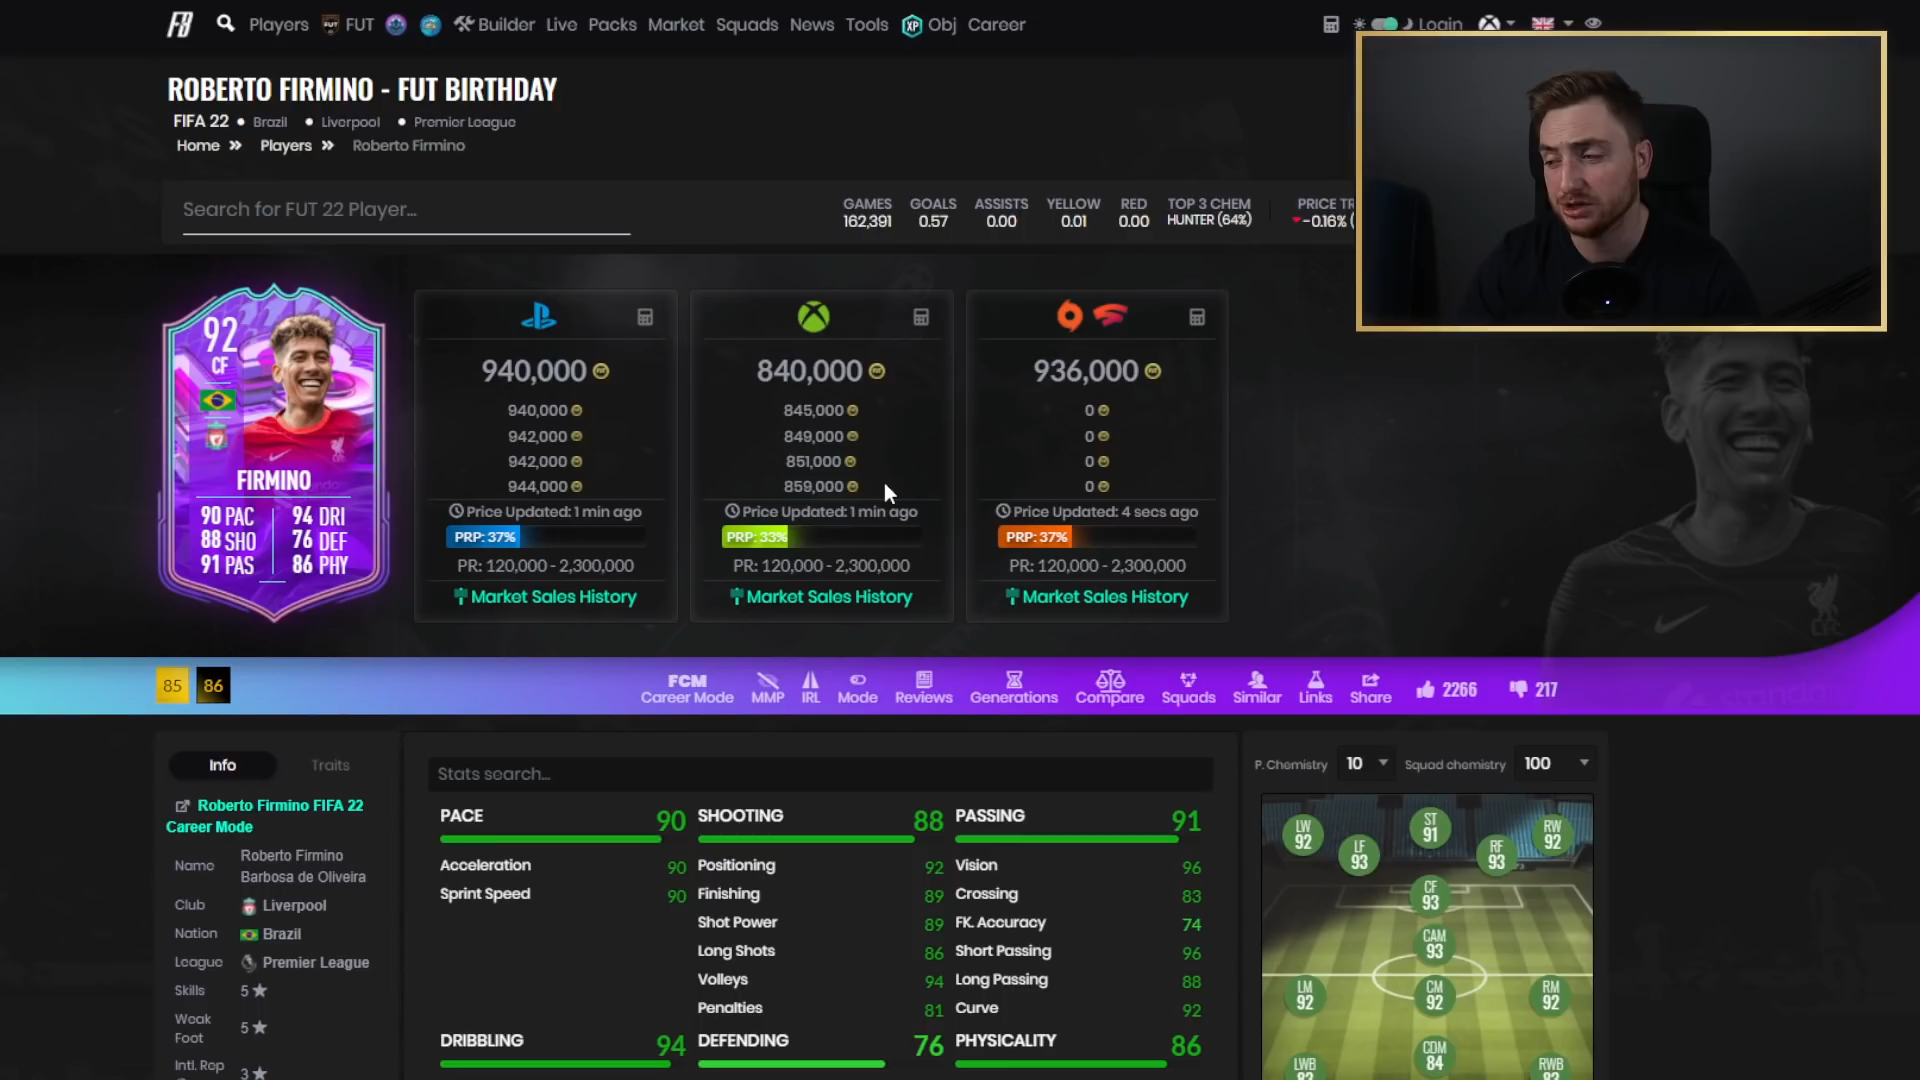 Players FUT Builder Live Packs Market Squads News Tools XP Obj Career Login
ROBERTO FIRMINO - FUT BIRTHDAY
FIFA 22 • Brazil • Liverpool • Premier League
Home » Players » Roberto Firmino
Search for FUT 22 Player...
GAMES GOALS ASSISTS YELLOW RED TOP 3 CHEM PRICE TR
162,391 0.57 0.00 0.01 0.00 HUNTER (64%) -0.16% (
92
CF
FIRMINO
90 PAC 94 DRI
88 SHO 76 DEF
91 PAS 86 PHY
940,000
940,000
942,000
942,000
944,000
Price Updated: 1 min ago
PRP: 37%
PR: 120,000 - 2,300,000
Market Sales History
840,000
845,000
849,000
851,000
859,000
Price Updated: 1 min ago
PRP: 33%
PR: 120,000 - 2,300,000
Market Sales History
936,000
0
0
0
0
Price Updated: 4 secs ago
PRP: 37%
PR: 120,000 - 2,300,000
Market Sales History
85 86
FCM
Career Mode MMP IRL Mode Reviews Generations Compare Squads Similar Links Share 2266 217
Info Traits
Roberto Firmino FIFA 22
Career Mode
Name Roberto Firmino
Barbosa de Oliveira
Club Liverpool
Nation Brazil
League Premier League
Skills 5
Weak
Foot 5
Intl. Rep 3
Stats search...
PACE 90
Acceleration 90
Sprint Speed 90
SHOOTING 88
Positioning 92
Finishing 89
Shot Power 89
Long Shots 86
Volleys 94
Penalties 81
PASSING 91
Vision 96
Crossing 83
FK. Accuracy 74
Short Passing 96
Long Passing 88
Curve 92
DRIBBLING 94
DEFENDING 76
PHYSICALITY 86
P. Chemistry 10 Squad chemistry 100
LW
92
ST
91
RW
92
LF
93
RF
93
CF
93
CAM
93
LM
92
CM
92
RM
92
CDM
84
LWB
RWB